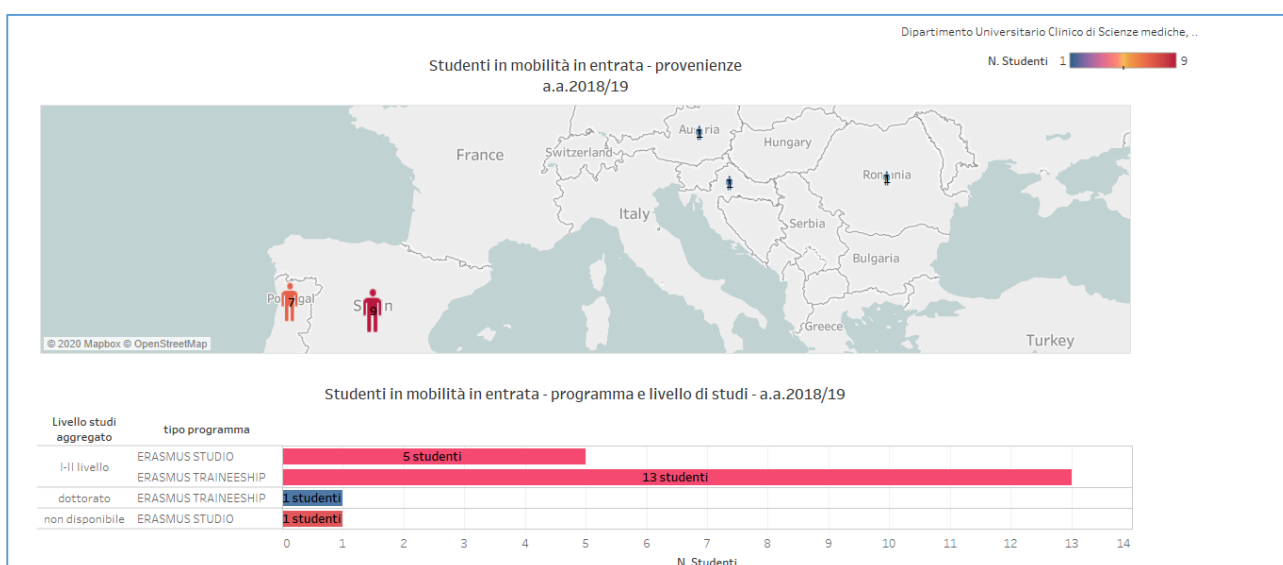 Dipartimento Universitario Clinico di Scienze mediche, ..
N. Studenti 1 9
Studenti in mobilità in entrata - provenienze
a.a.2018/19
Austria
Hungary
France
Switzerland
Romania
1
1
1
Italy
Serbia
Bulgaria
Portugal
7
Spain
9
Greece
Turkey
© 2020 Mapbox © OpenStreetMap
Studenti in mobilità in entrata - programma e livello di studi - a.a.2018/19
Livello studi
aggregato
tipo programma
I-II livello
ERASMUS STUDIO
5 studenti
ERASMUS TRAINEESHIP
13 studenti
dottorato
ERASMUS TRAINEESHIP
1 studenti
non disponibile
ERASMUS STUDIO
1 studenti
0 1 2 3 4 5 6 7 8 9 10 11 12 13 14
N. Studenti